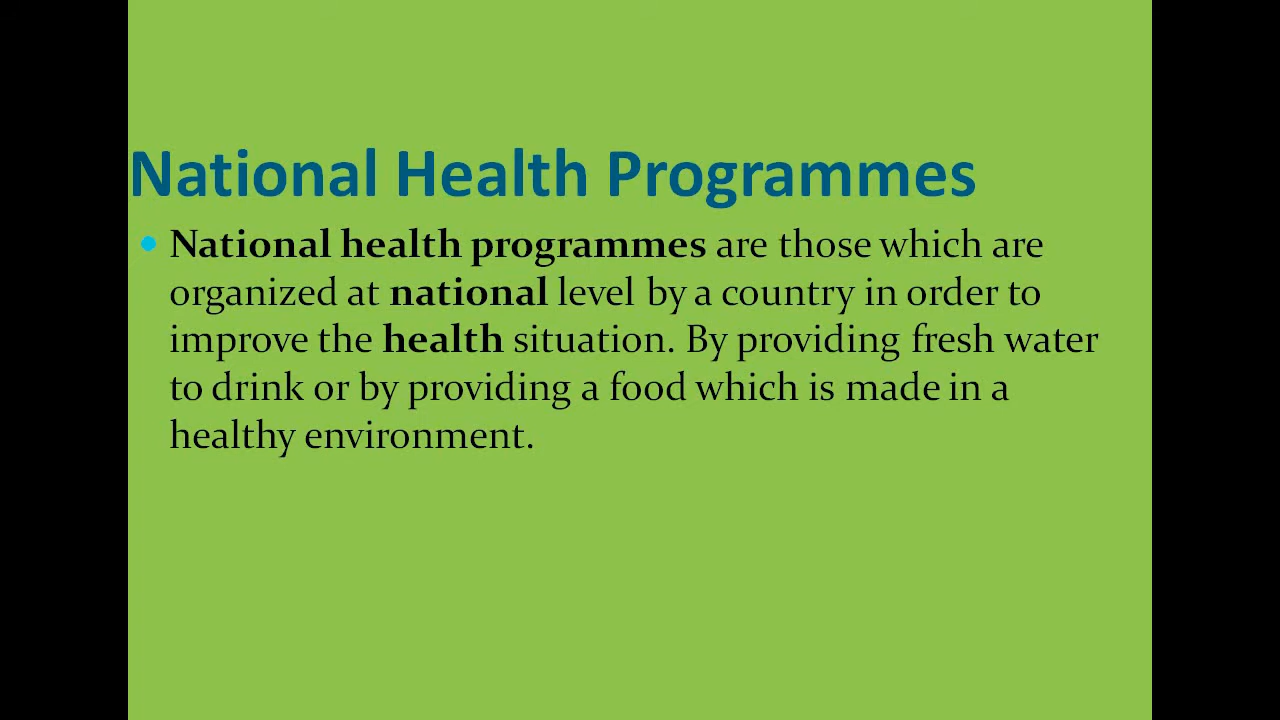 National Health Programmes
National health programmes are those which are
organized at national level by a country in order to
improve the health situation. By providing fresh water
to drink or by providing a food which is made in a
healthy environment.